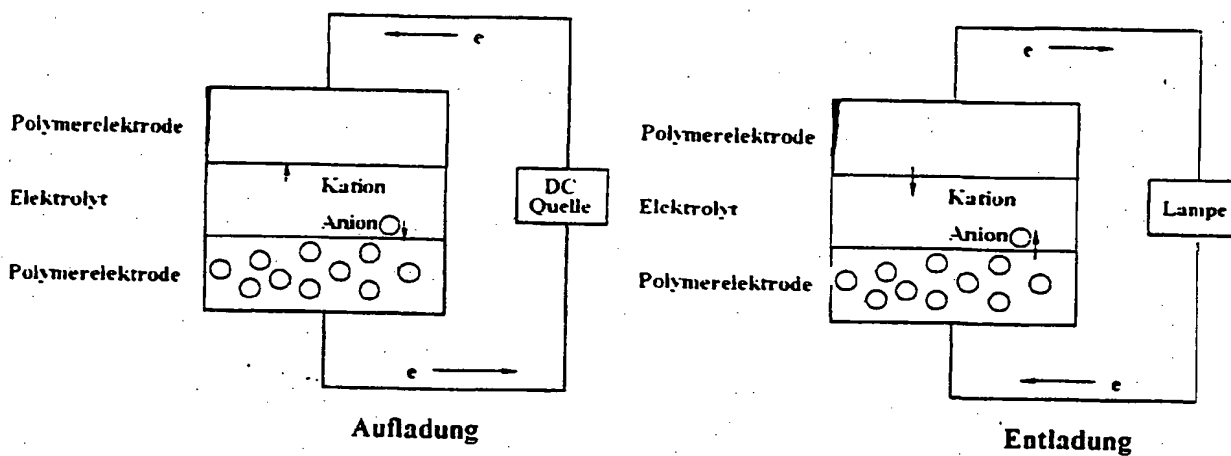 e
Polymerelektrode
Elektrolyt
Kation
Anion
Polymerelektrode
DC
Quelle
e
Aufladung
e
Polymerelektrode
Elektrolyt
Kation
Anion
Polymerelektrode
Lampe
e
Entladung